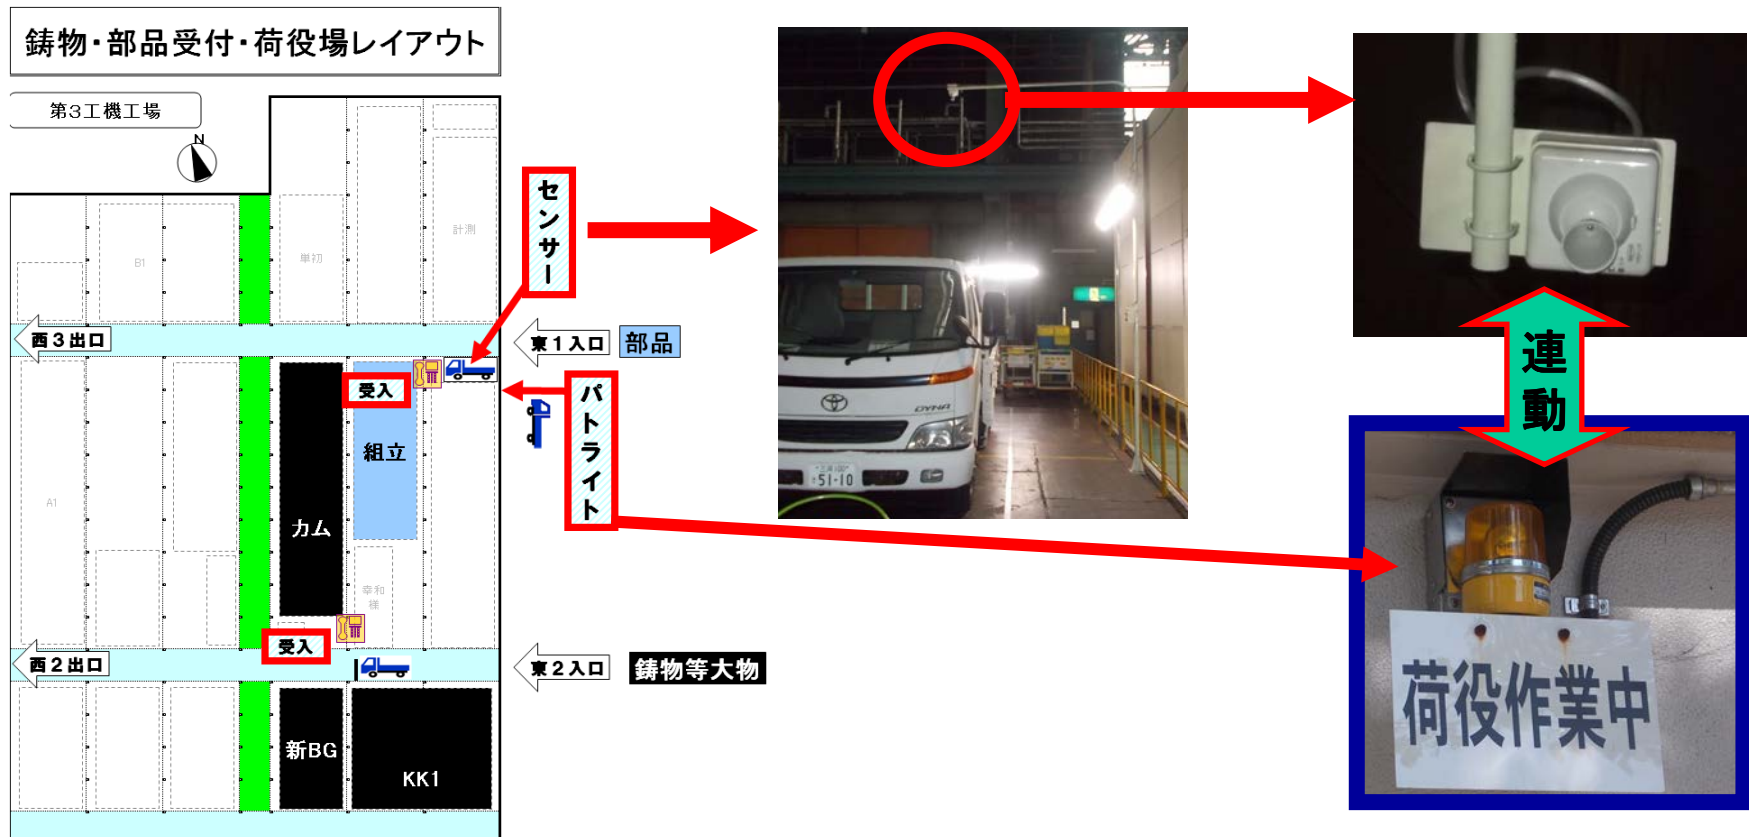 鋳物・部品受付・荷役場レイアウト
第3工機工場
N
B1
単初
計測
センサー
西3出口
東1入口
部品
受入
パトライト
組立
カム
A1
幸和
様
受入
西2出口
東2入口
鋳物等大物
新BG
KK1
DYNA
51-10
連動
荷役作業中